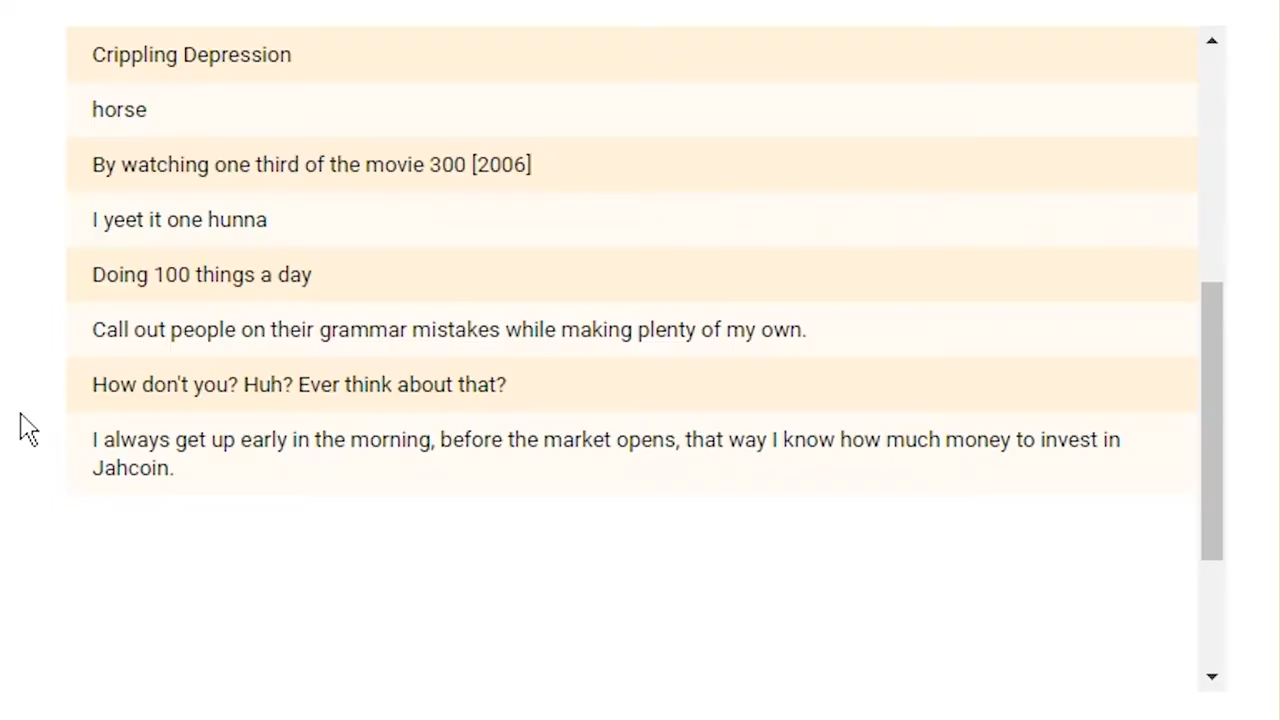 Crippling Depression
horse
By watching one third of the movie 300 [2006]
I yeet it one hunna
Doing 100 things a day
Call out people on their grammar mistakes while making plenty of my own.
How don't you? Huh? Ever think about that?
I always get up early in the morning, before the market opens, that way I know how much money to invest in
Jahcoin.